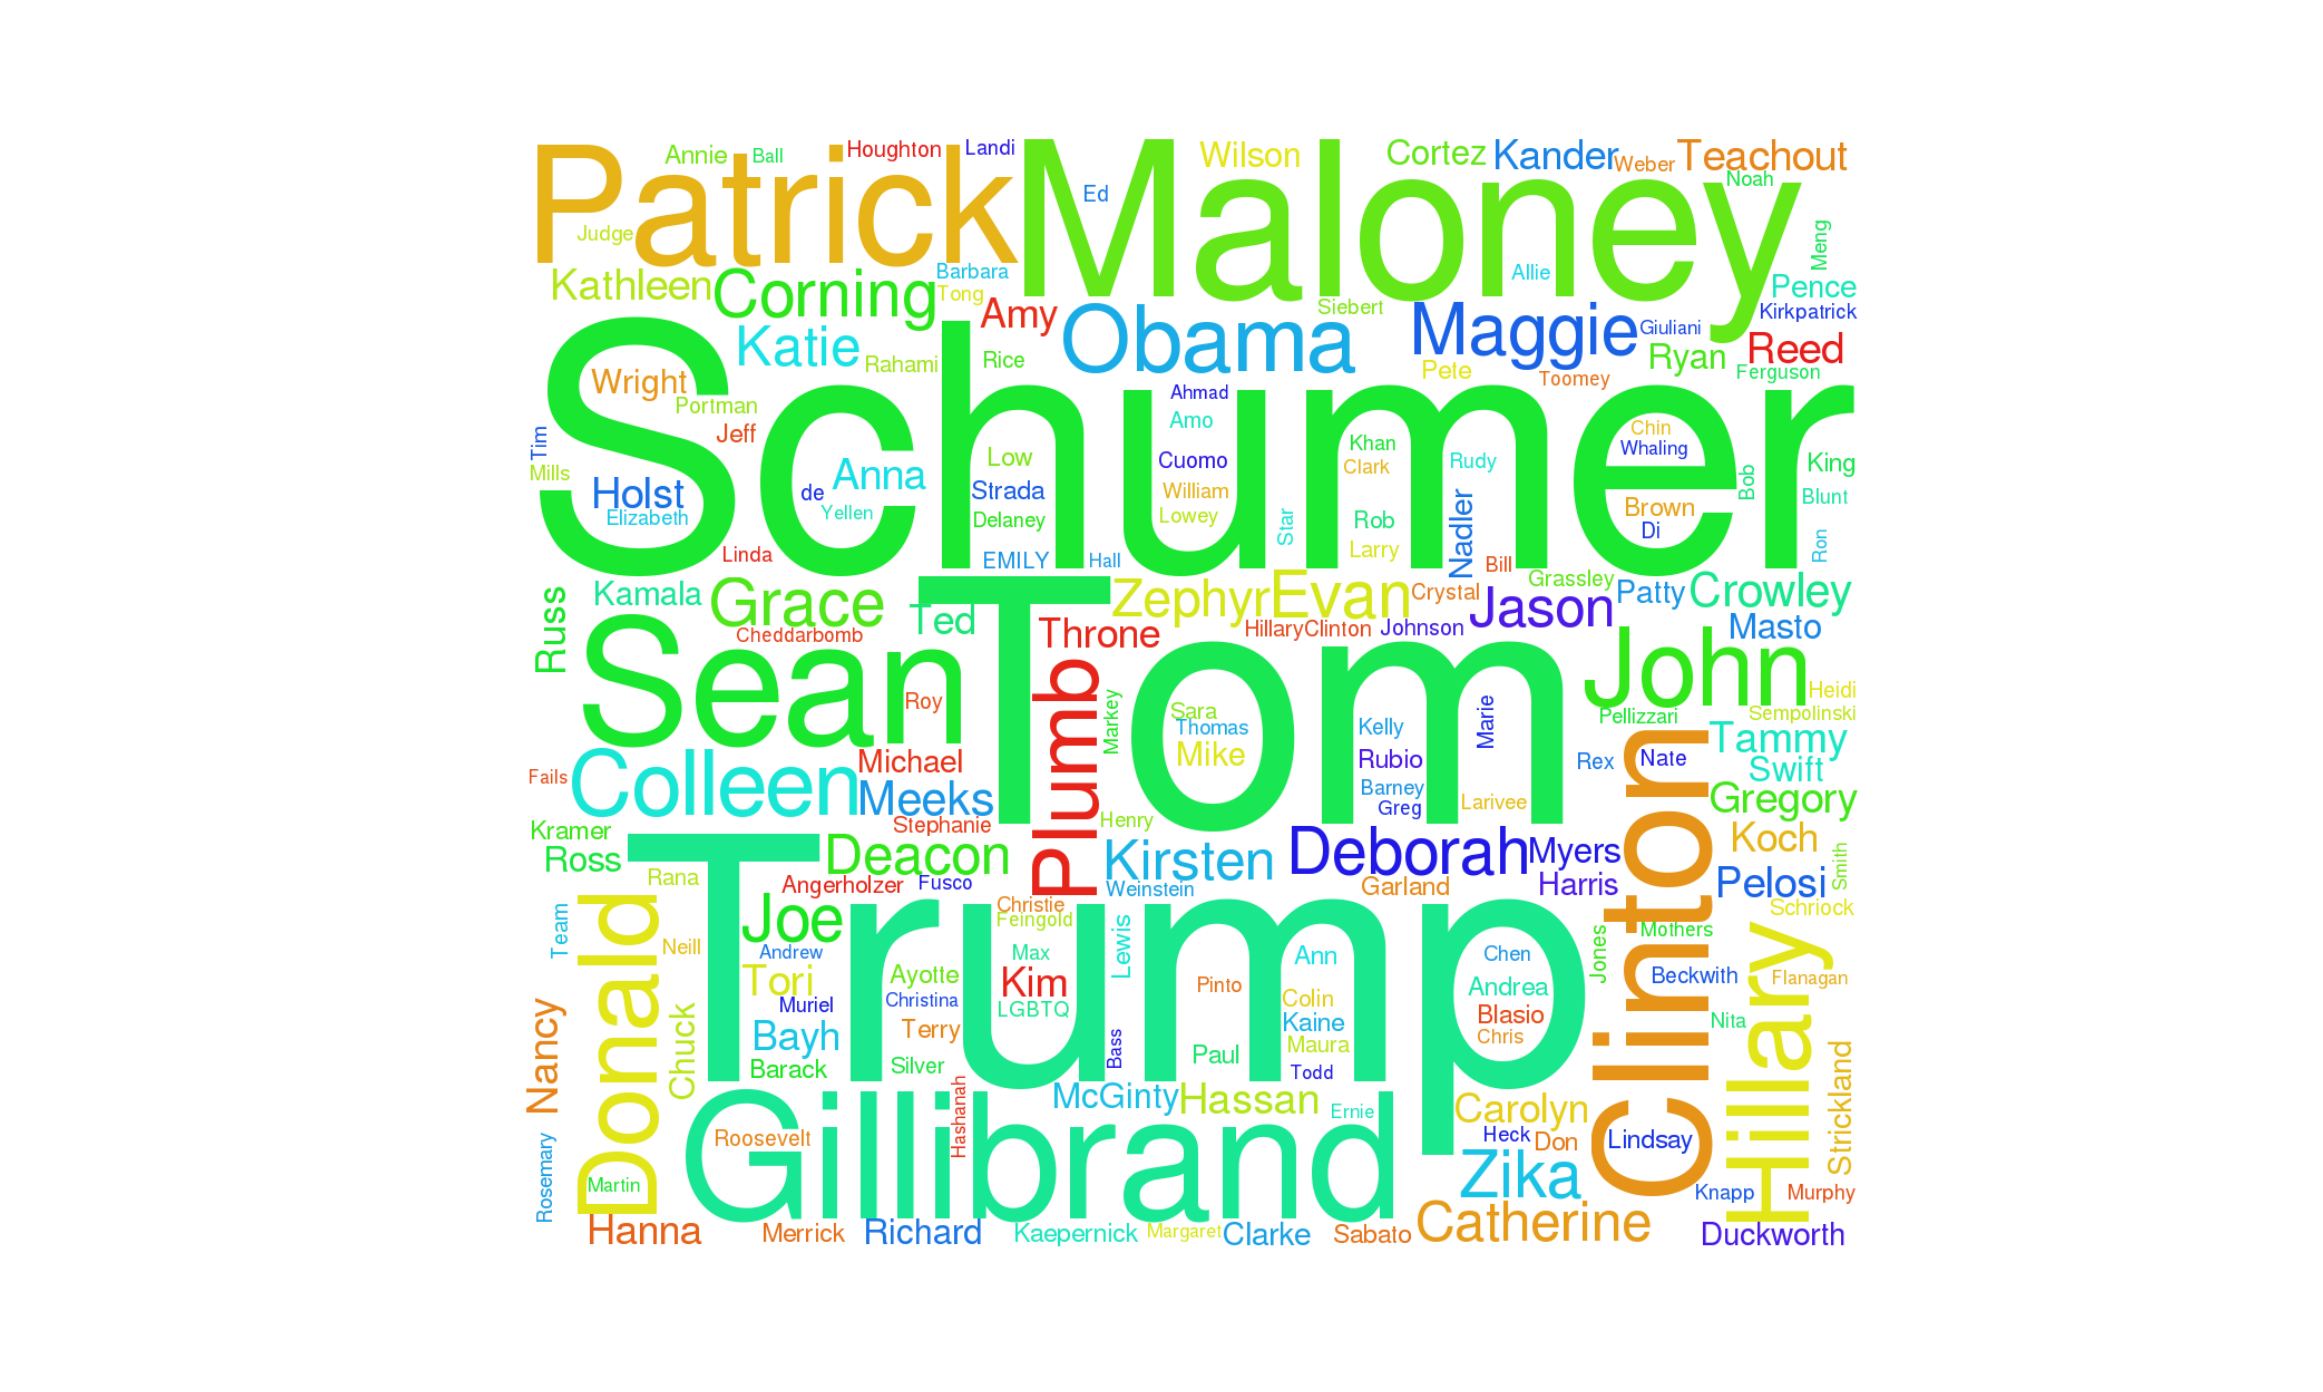 Patrick
Maloney
Annie
Ball
Houghton
Landi
Wilson
Cortez
Kander
Weber
Teachout
Noah
Ed
Judge
Meng
Kathleen
Corning
Barbara
Tong
Allie
Pence
Siebert
Kirkpatrick
Amy
Obama
Maggie
Giuliani
Katie
Rahami
Rice
Ryan
Reed
Pete
Toomey
Ferguson
Schumer
Wright
Portman
Jeff
Ahmad
Amo
Khan
Chin
Whaling
Tim
Mills
Holst
Elizabeth
de
Anna
Yellen
Low
Strada
Delaney
Cuomo
William
Lowey
Clark
Rudy
Star
Rob
Larry
Nadler
Brown
Di
Bob
King
Blunt
Ron
Linda
EMILY
Hall
Bill
Russ
Kamala
Grace
Ted
Zephyr
Evan
Crystal
Grassley
Jason
Patty
Crowley
Cheddarbomb
Throne
HillaryClinton
Johnson
Masto
Sean
Tom
John
Roy
Plumb
Markey
Sara
Thomas
Mike
Kelly
Rubio
Marie
Barney
Greg
Larivee
Heidi
Pellizzari
Sempolinski
Tammy
Rex
Nate
Swift
Fails
Colleen
Michael
Meeks
Gregory
Stephanie
Henry
Kramer
Ross
Deacon
Kirsten
Deborah
Myers
Koch
Rana
Angerholzer
Fusco
Weinstein
Garland
Harris
Pelosi
Smith
Schriock
Trump
Clinton
Donald
Joe
Christie
Feingold
Team
Neill
Andrew
Max
Lewis
Ann
Chen
Jones
Mothers
Tori
Ayotte
Kim
Pinto
Andrea
Beckwith
Flanagan
Hillary
Muriel
Christina
LGBTQ
Colin
Blasio
Nita
Nancy
Chuck
Bayh
Terry
Kaine
Chris
Barack
Silver
Bass
Paul
Maura
Todd
Strickland
Gillibrand
Hashanah
McGinty
Hassan
Ernie
Carolyn
Roosevelt
Heck
Don
Lindsay
Rosemary
Martin
Zika
Knapp
Murphy
Hanna
Merrick
Richard
Kaepernick
Margaret
Clarke
Sabato
Catherine
Duckworth